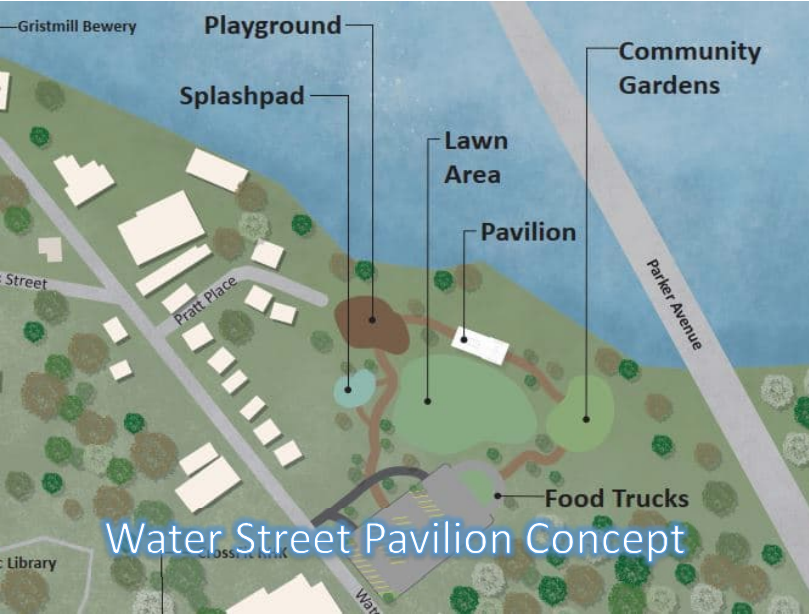 Gristmill Bewery
Playground
Community
Gardens
Splashpad
Lawn
Area
Pavilion
Parker Avenue
Street
Pratt Place
Food Trucks
Water Street Pavilion Concept
Library